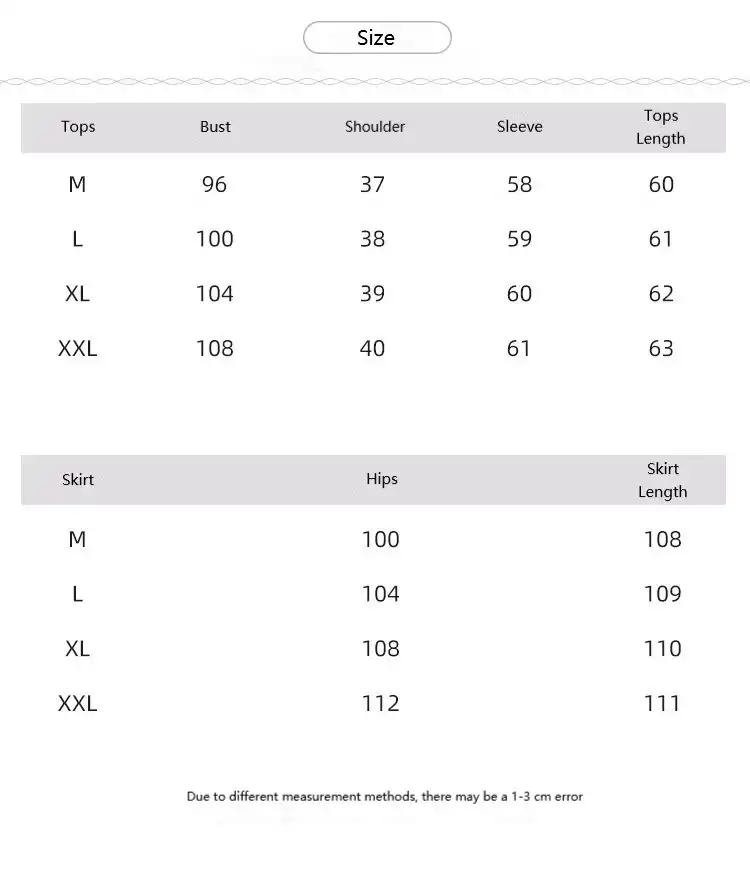 Size
Tops Bust Shoulder Sleeve Tops Length
M 96 37 58 60
L 100 38 59 61
XL 104 39 60 62
XXL 108 40 61 63
Skirt Hips Skirt Length
M 100 108
L 104 109
XL 108 110
XXL 112 111
Due to different measurement methods, there may be a 1-3 cm error